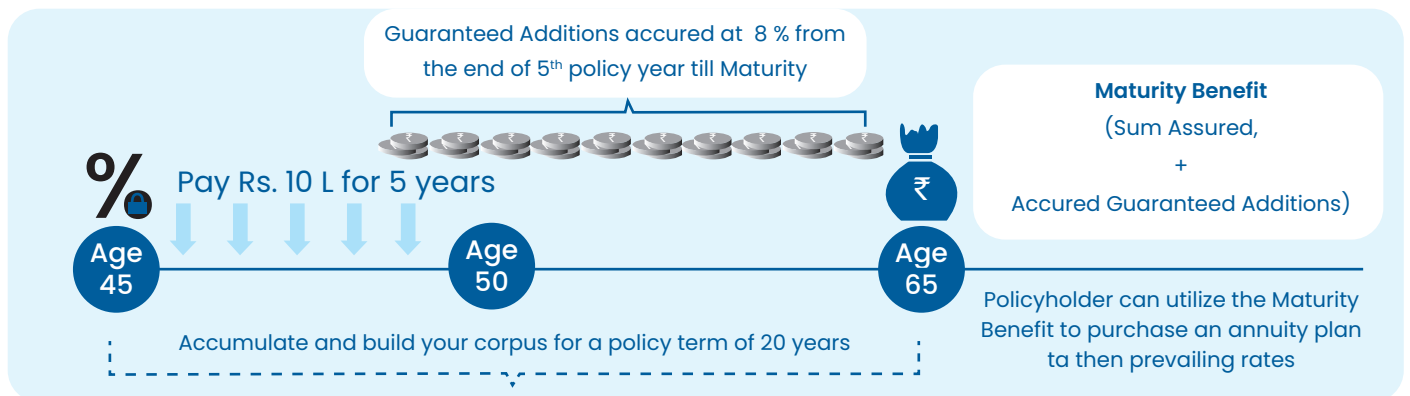 Guaranteed Additions accured at 8 % from
the end of 5th policy year till Maturity
Maturity Benefit
(Sum Assured,
+
Accured Guaranteed Additions)
%
Pay Rs. 10 L for 5 years
₹
₹
₹
₹
₹
₹
₹
₹
₹
₹
₹
Age
45
Age
50
Age
65
Accumulate and build your corpus for a policy term of 20 years
Policyholder can utilize the Maturity
Benefit to purchase an annuity plan
ta then prevailing rates